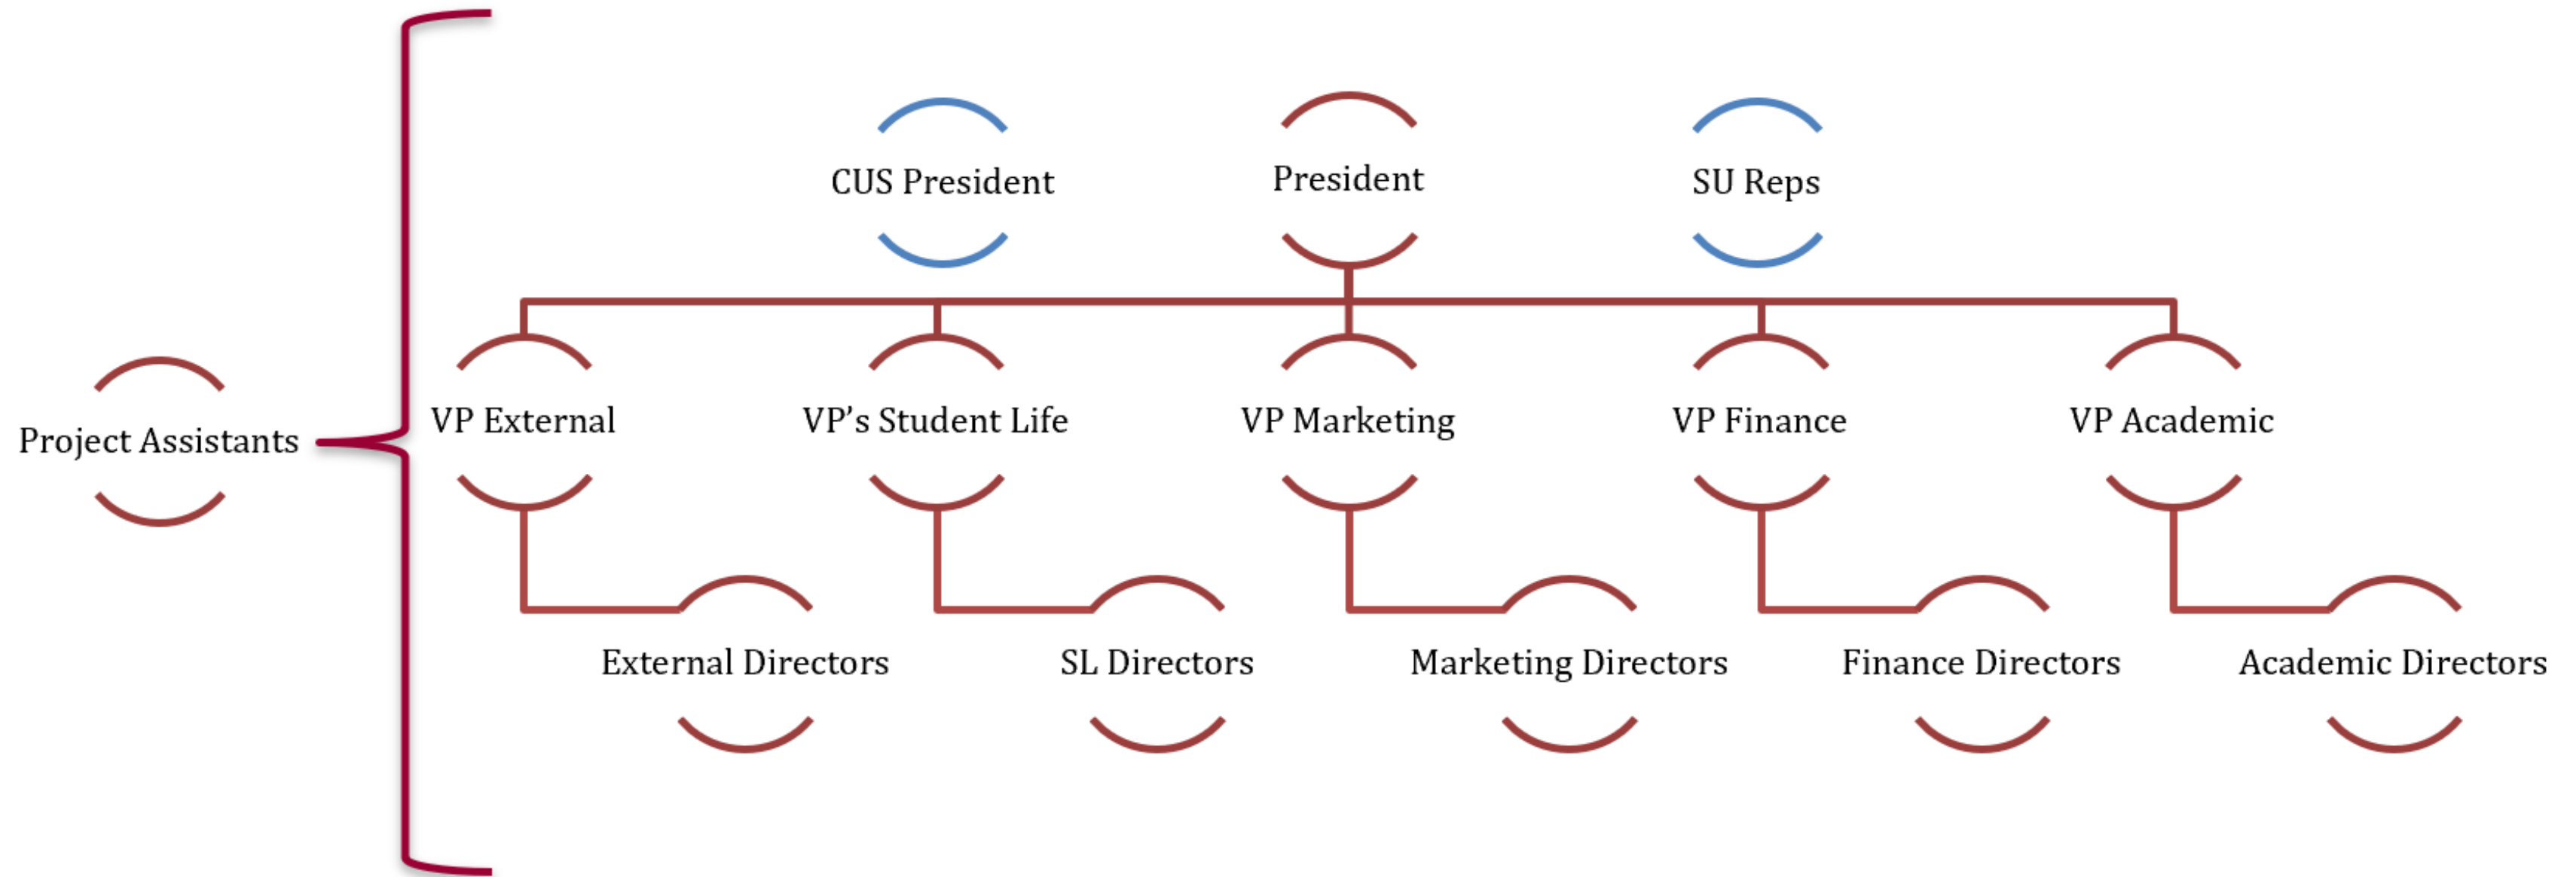 CUS President
President
SU Reps
Project Assistants
VP External
VP’s Student Life
VP Marketing
VP Finance
VP Academic
External Directors
SL Directors
Marketing Directors
Finance Directors
Academic Directors